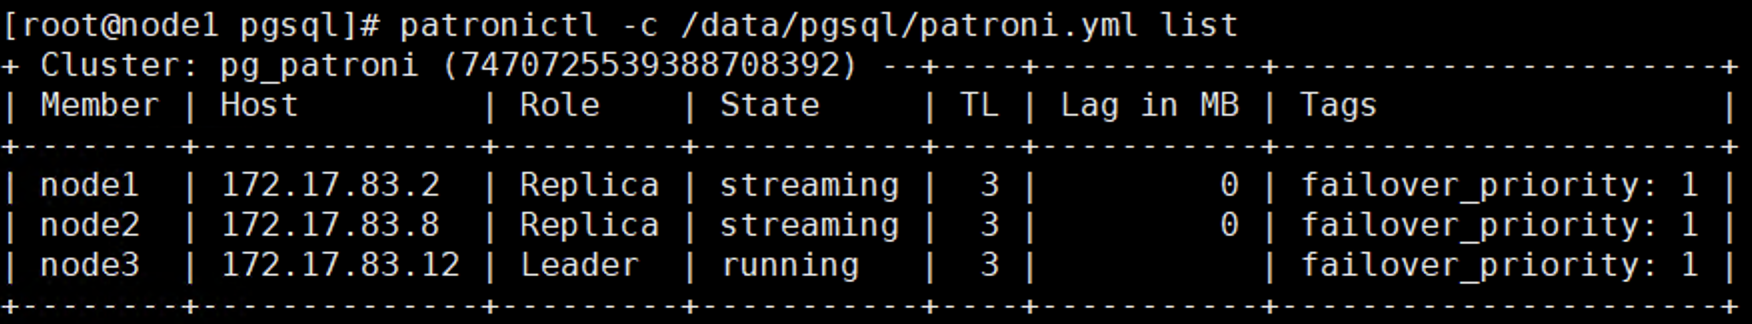 [root@node1 pgsql]# patronictl -c /data/pgsql/patroni.yml list
+ Cluster: pg_patroni (7470725539388708392) --+----+-----------+----------------------+
| Member | Host         | Role    | State     | TL | Lag in MB | Tags                 |
+--------+--------------+---------+-----------+----+-----------+----------------------+
| node1  | 172.17.83.2  | Replica | streaming |  3 |         0 | failover_priority: 1 |
| node2  | 172.17.83.8  | Replica | streaming |  3 |         0 | failover_priority: 1 |
| node3  | 172.17.83.12 | Leader  | running   |  3 |           | failover_priority: 1 |
+--------+--------------+---------+-----------+----+-----------+----------------------+